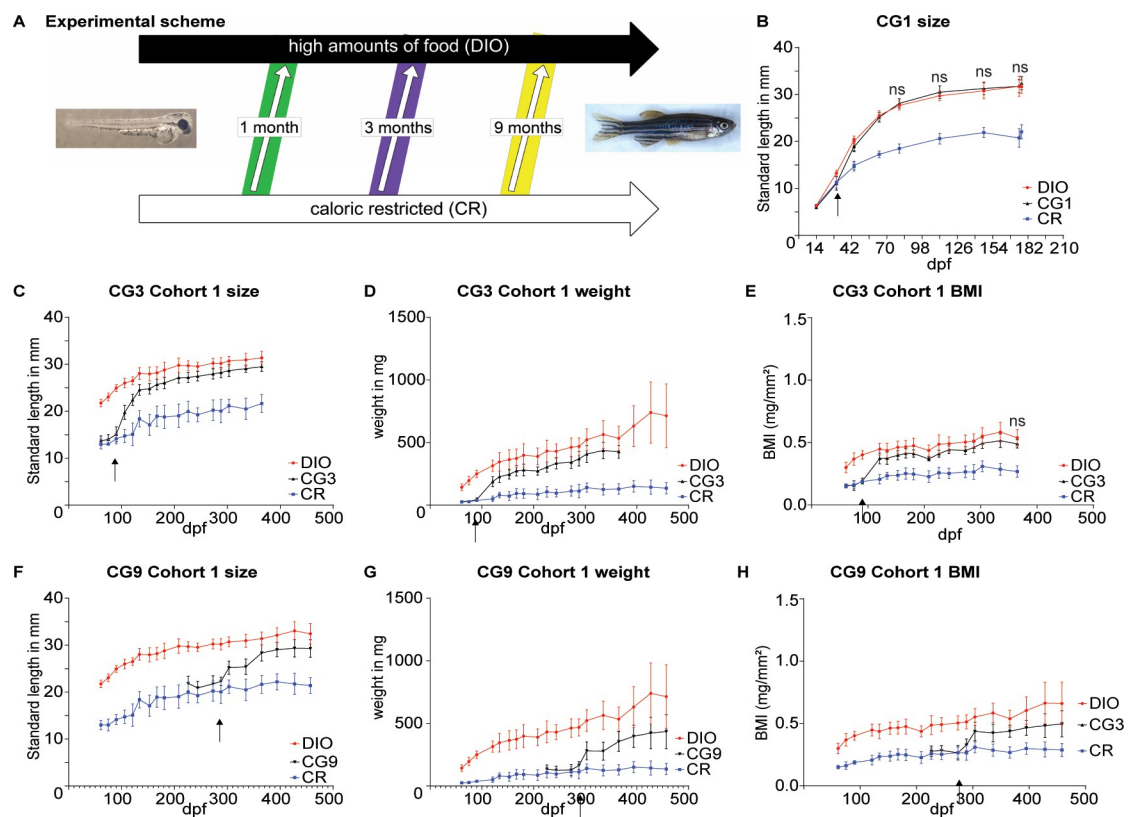 A Experimental scheme
high amounts of food (DIO)
1 month
3 months
9 months
caloric restricted (CR)
B CG1 size
Standard length in mm
40
30
20
10
0
ns
ns
ns
ns
DIO
CG1
CR
14 42 70 98 126 154 182 210
dpf
C CG3 Cohort 1 size
Standard length in mm
40
30
20
10
0
DIO
CG3
CR
100 200 300 400 500
dpf
D CG3 Cohort 1 weight
weight in mg
1500
1000
500
0
DIO
CG3
CR
100 200 300 400 500
dpf
E CG3 Cohort 1 BMI
BMI (mg/mm²)
1.5
1.0
0.5
0.0
ns
DIO
CG3
CR
100 200 300 400 500
dpf
F CG9 Cohort 1 size
Standard length in mm
40
30
20
10
0
DIO
CG9
CR
100 200 300 400 500
dpf
G CG9 Cohort 1 weight
weight in mg
1500
1000
500
0
DIO
CG9
CR
100 200 300 400 500
dpf
H CG9 Cohort 1 BMI
BMI (mg/mm²)
1.5
1.0
0.5
0.0
DIO
CG3
CR
100 200 300 400 500
dpf